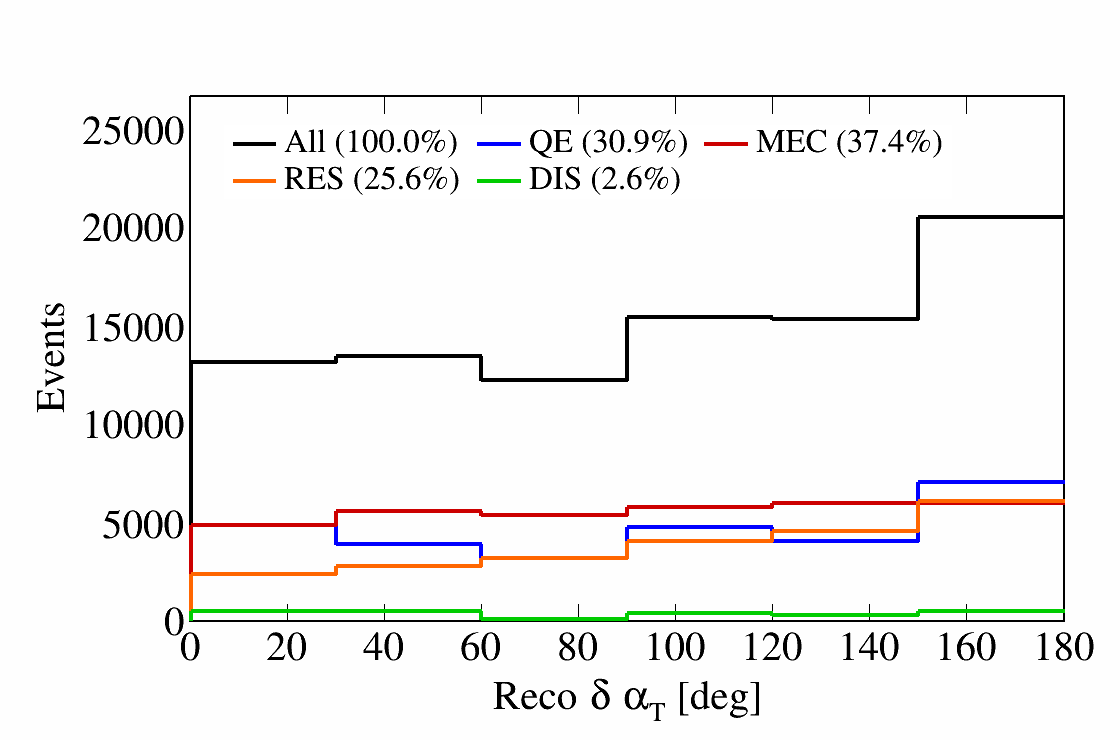 25000
20000
15000
10000
5000
0
All (100.0%) QE (30.9%) MEC (37.4%)
RES (25.6%) DIS (2.6%)
Events
0 20 40 60 80 100 120 140 160 180
Reco δ α_T [deg]